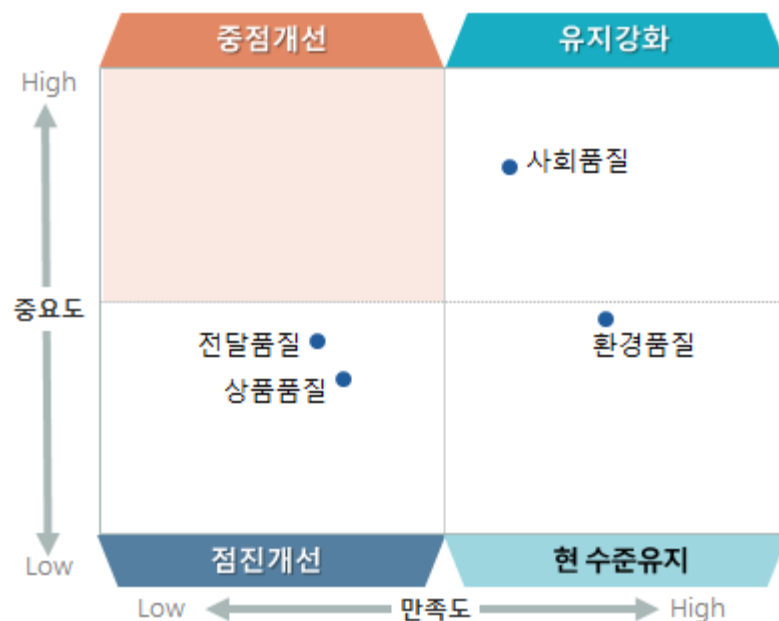 중점개선
유지강화
High
사회품질
중요도
전달품질
환경품질
상품품질
Low
점진개선
현 수준유지
Low
만족도
High